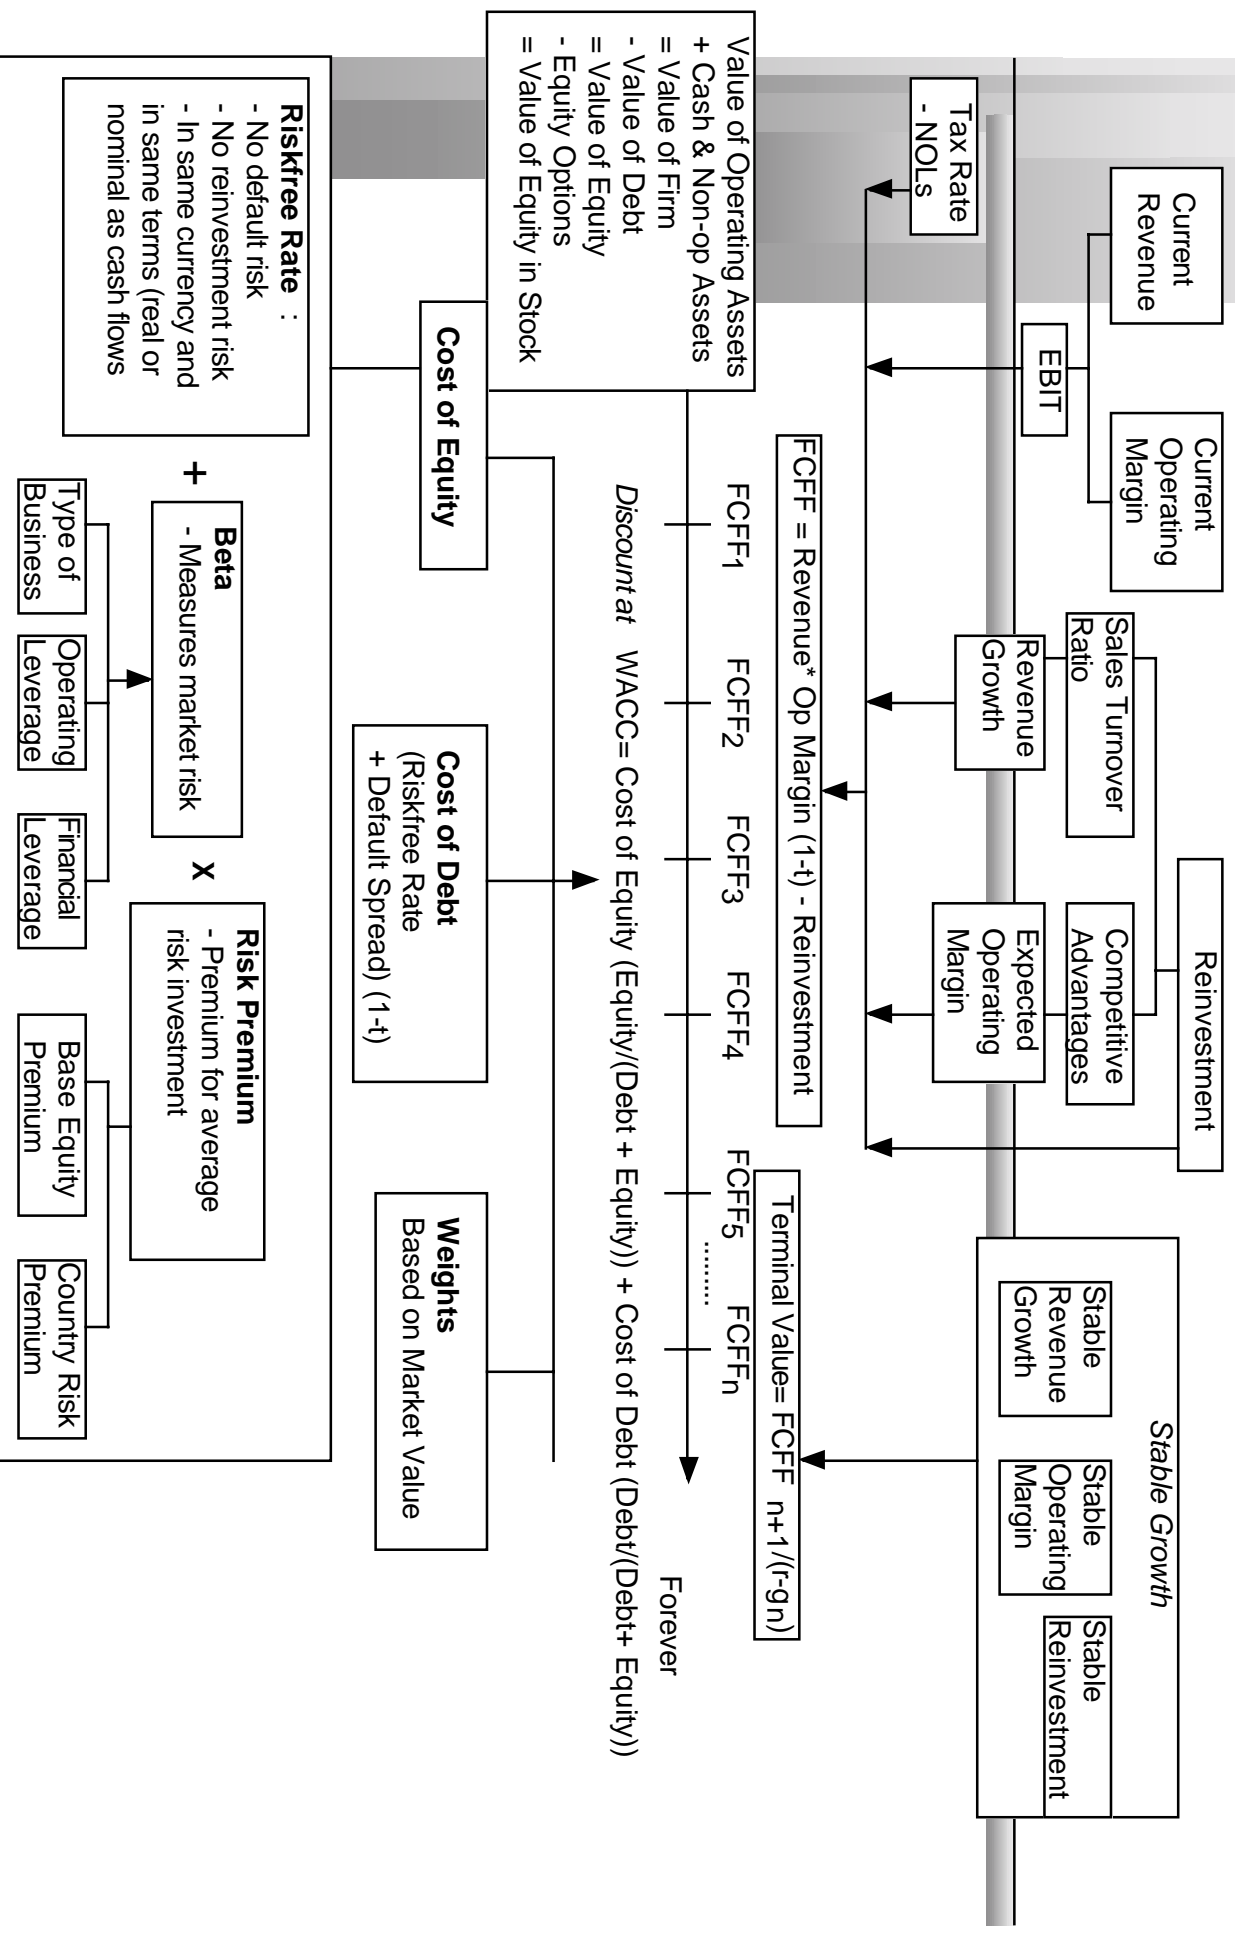 Current
Revenue
Current
Operating
Margin
Reinvestment
Sales Turnover
Ratio
Competitive
Advantages
EBIT
Revenue
Growth
Expected
Operating
Margin
Tax Rate
- NOLs
Stable Growth
Stable
Revenue
Growth
Stable
Operating
Margin
Stable
Reinvestment
FCFF = Revenue* Op Margin (1-t) - Reinvestment
Terminal Value= FCFF n+1/(r-gn)
Value of Operating Assets
+ Cash & Non-op Assets
= Value of Firm
- Value of Debt
= Value of Equity
- Equity Options
= Value of Equity in Stock
FCFF1 FCFF2 FCFF3 FCFF4 FCFF5 ......... FCFFn
Forever
Discount at WACC= Cost of Equity (Equity/(Debt + Equity)) + Cost of Debt (Debt/(Debt+ Equity))
Cost of Equity
Cost of Debt
(Riskfree Rate
+ Default Spread) (1-t)
Weights
Based on Market Value
Riskfree Rate :
- No default risk
- No reinvestment risk
- In same currency and
in same terms (real or
nominal as cash flows
+
Beta
- Measures market risk
X
Risk Premium
- Premium for average
risk investment
Type of
Business
Operating
Leverage
Financial
Leverage
Base Equity
Premium
Country Risk
Premium